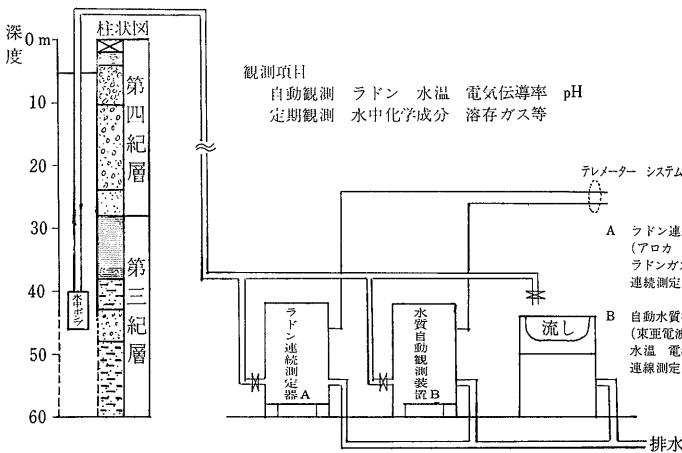 柱状図
深度
0 m
10
20
30
40
50
60
第四紀層
第三紀層
水中ポンプ
観測項目
自動観測 ラドン 水温 電気伝導率 pH
定期観測 水中化学成分 溶存ガス等
テレメーター システム
A ラドン連
(アロカ
ラドンガス
連続測定
B 自動水質
(東亜電波
水温 電
連線測定
ラドン連続測定器 A
水質自動観測装置 B
流し
排水